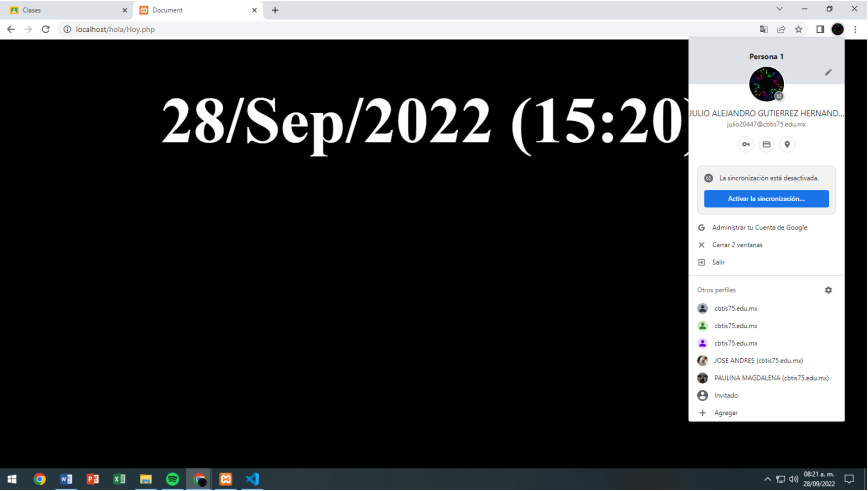 Clases
Document
localhost/hola/Hoy.php
28/Sep/2022 (15:20)
Persona 1
JULIO ALEJANDRO GUTIERREZ HERNAND...
julio20447@cbtis75.edu.mx
La sincronización está desactivada.
Activar la sincronización...
G Administrar tu Cuenta de Google
Cerrar 2 ventanas
Salir
Otros perfiles
cbtis75.edu.mx
cbtis75.edu.mx
cbtis75.edu.mx
JOSE ANDRES (cbtis75.edu.mx)
PAULINA MAGDALENA (cbtis75.edu.mx)
Invitado
Agregar
08:21 a. m.
28/09/2022